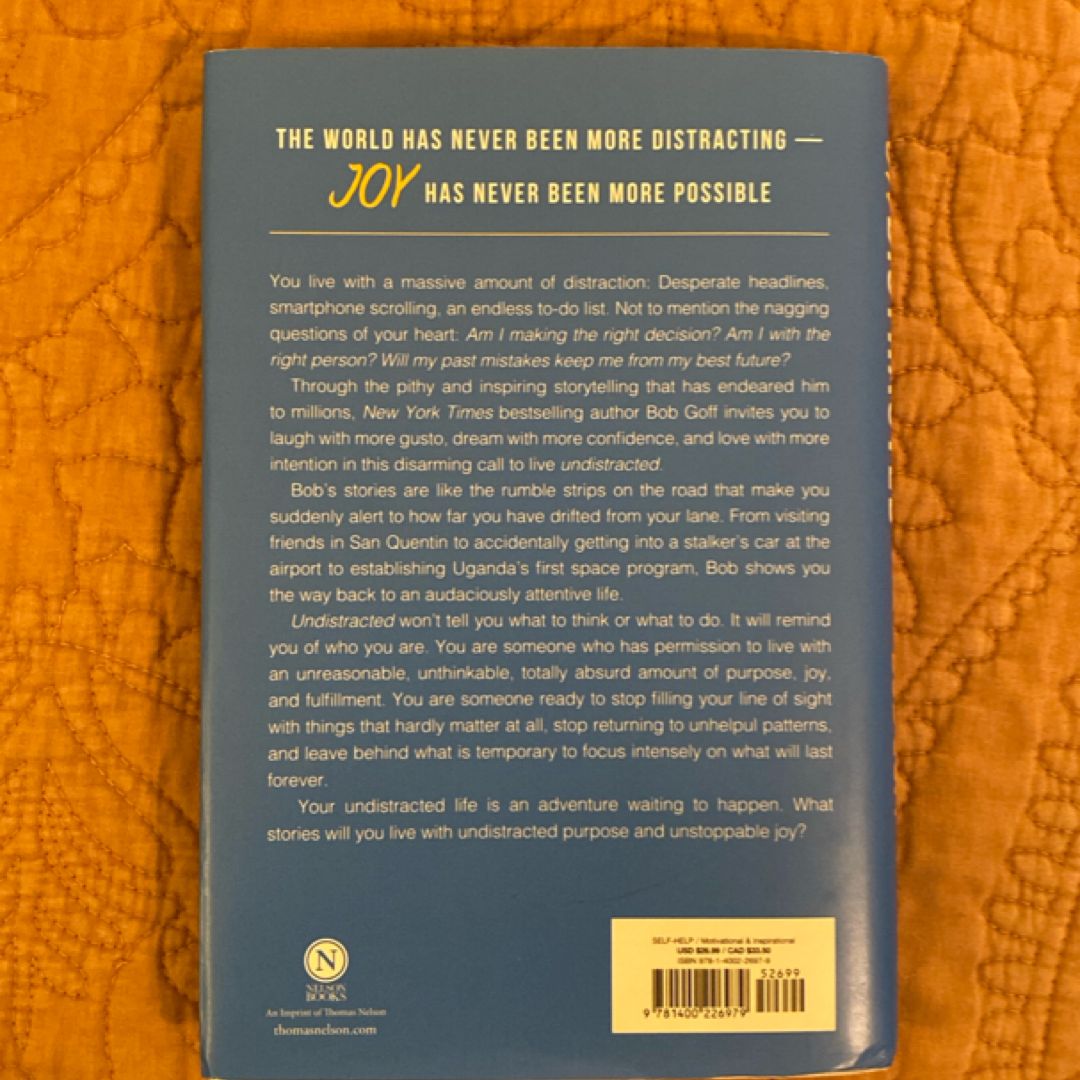 THE WORLD HAS NEVER BEEN MORE DISTRACTING —
JOY HAS NEVER BEEN MORE POSSIBLE
You live with a massive amount of distraction: Desperate headlines,
smartphone scrolling, an endless to-do list. Not to mention the nagging
questions of your heart: Am I making the right decision? Am I with the
right person? Will my past mistakes keep me from my best future?
Through the pithy and inspiring storytelling that has endeared him
to millions, New York Times bestselling author Bob Goff invites you to
laugh with more gusto, dream with more confidence, and love with more
intention in this disarming call to live undistracted.
Bob's stories are like the rumble strips on the road that make you
suddenly alert to how far you have drifted from your lane. From visiting
friends in San Quentin to accidentally getting into a stalker's car at the
airport to establishing Uganda's first space program, Bob shows you
the way back to an audaciously attentive life.
Undistracted won't tell you what to think or what to do. It will remind
you of who you are. You are someone who has permission to live with
an unreasonable, unthinkable, totally absurd amount of purpose, joy,
and fulfillment. You are someone ready to stop filling your line of sight
with things that hardly matter at all, stop returning to unhelpul patterns,
and leave behind what is temporary to focus intensely on what will last
forever.
Your undistracted life is an adventure waiting to happen. What
stories will you live with undistracted purpose and unstoppable joy?
N
NELSON
BOOKS
An Imprint of Thomas Nelson
thomasnelson.com
SELF-HELP / Motivational & Inspirational
USD $26.99 / CAD $33.50
ISBN 978-1-4002-2697-9
52699
9 781400 226979